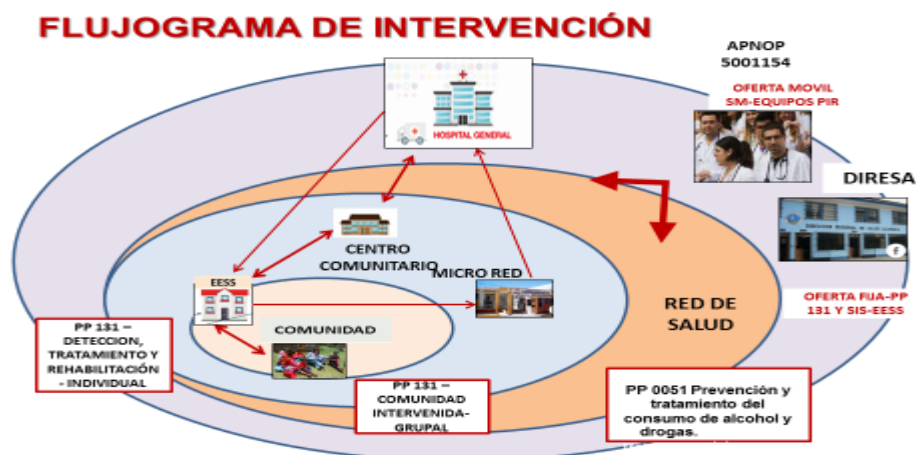 FLUJOGRAMA DE INTERVENCIÓN
APNOP
5001154
OFERTA MOVIL
SM-EQUIPOS PIR
HOSPITAL GENERAL
DIRESA
CENTRO
COMUNITARIO
MICRO RED
EESS
COMUNIDAD
RED DE
SALUD
OFERTA FIJA-PP
131 Y SIS-EESS
PP 131 –
DETECCION,
TRATAMIENTO Y
REHABILITACIÓN
- INDIVIDUAL
PP 131 –
COMUNIDAD
INTERVENIDA-
GRUPAL
PP 0051 Prevención y
tratamiento del
consumo de alcohol y
drogas.